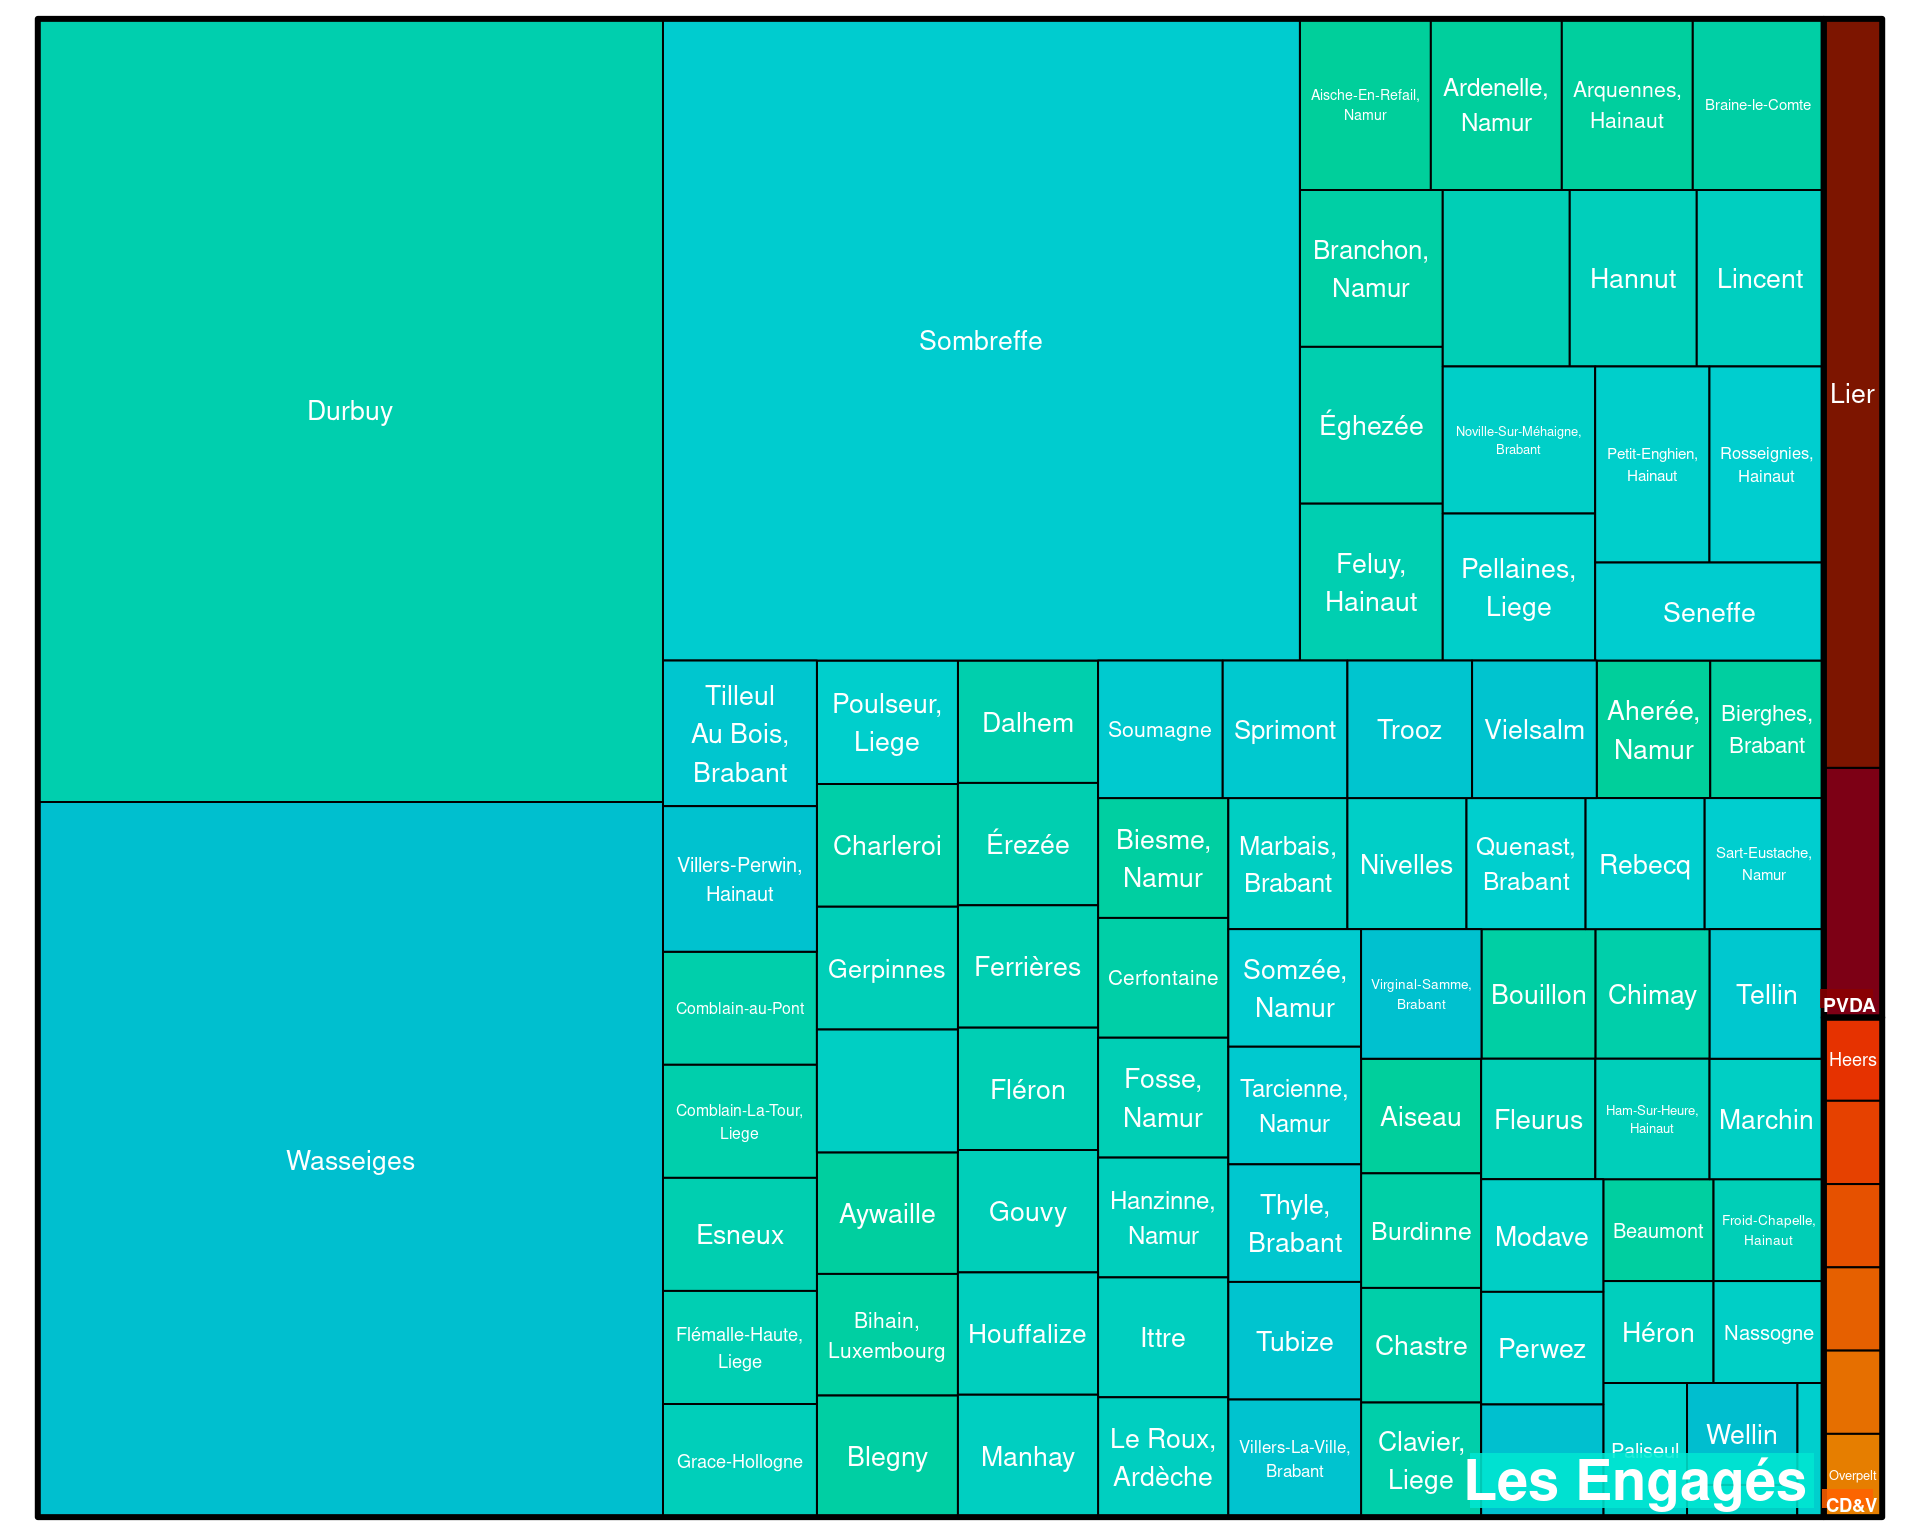 Durbuy
Wasseiges
Sombreffe
Aische-En-Refail,
Namur
Ardenelle,
Namur
Arquennes,
Hainaut
Braine-le-Comte
Branchon,
Namur
Hannut
Lincent
Éghezée
Noville-Sur-Méhaigne,
Brabant
Petit-Enghien,
Hainaut
Rosseignies,
Hainaut
Feluy,
Hainaut
Pellaines,
Liege
Seneffe
Tilleul
Au Bois,
Brabant
Poulseur,
Liege
Dalhem
Soumagne
Sprimont
Trooz
Vielsalm
Aherée,
Namur
Bierghes,
Brabant
Villers-Perwin,
Hainaut
Charleroi
Érezée
Biesme,
Namur
Marbais,
Brabant
Nivelles
Quenast,
Brabant
Rebecq
Sart-Eustache,
Namur
Comblain-au-Pont
Gerpinnes
Ferrières
Cerfontaine
Somzée,
Namur
Virginal-Samme,
Brabant
Bouillon
Chimay
Tellin
Comblain-La-Tour,
Liege
Fléron
Fosse,
Namur
Tarcienne,
Namur
Aiseau
Fleurus
Ham-Sur-Heure,
Hainaut
Marchin
Esneux
Aywaille
Gouvy
Hanzinne,
Namur
Thyle,
Brabant
Burdinne
Modave
Beaumont
Froid-Chapelle,
Hainaut
Flémalle-Haute,
Liege
Bihain,
Luxembourg
Houffalize
Ittre
Tubize
Chastre
Perwez
Héron
Nassogne
Grace-Hollogne
Blegny
Manhay
Le Roux,
Ardèche
Villers-La-Ville,
Brabant
Clavier,
Liege
Paliseul
Wellin
Les Engagés
Lier
PVDA
Heers
Overpelt
CD&V